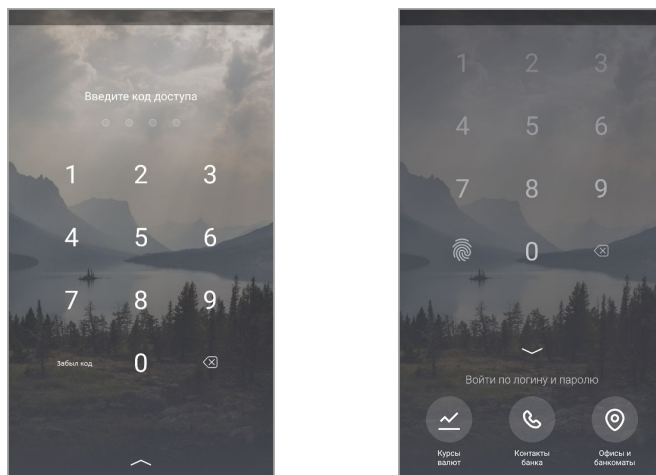 Введите код доступа
1 2 3
4 5 6
7 8 9
Забыл код 0
1 2 3
4 5 6
7 8 9
0
Войти по логину и паролю
Курсы валют
Контакты банка
Офисы и банкоматы